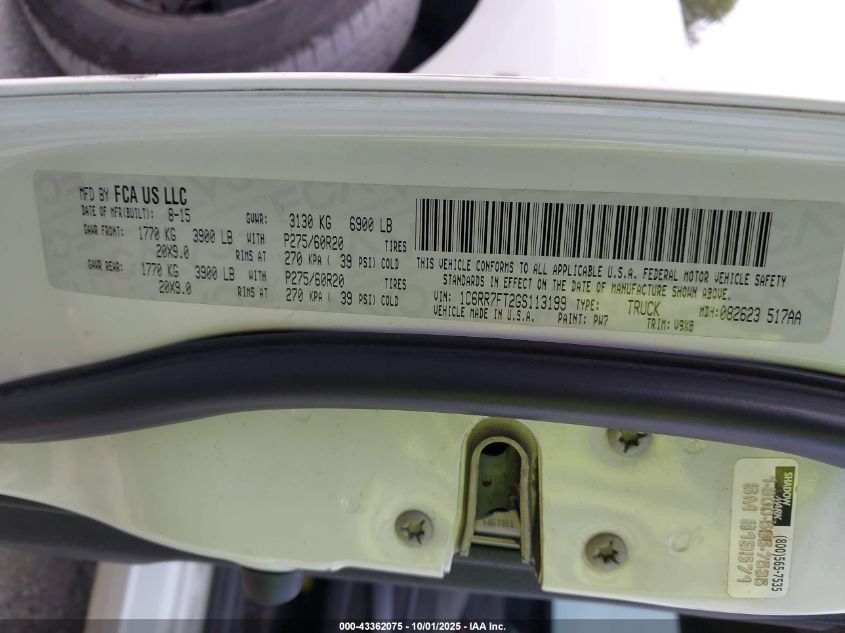 MFD BY FCA US LLC
DATE OF MFR(BUILT): 8-15 GVWR: 3130 KG 6900 LB
GAWR FRONT: 1770 KG 3900 LB WITH P275/60R20 TIRES
20X9.0 RIMS AT 270 KPA ( 39 PSI) COLD
GAWR REAR: 1770 KG 3900 LB WITH P275/60R20 TIRES
20X9.0 RIMS AT 270 KPA ( 39 PSI) COLD
THIS VEHICLE CONFORMS TO ALL APPLICABLE U.S.A. FEDERAL MOTOR VEHICLE SAFETY
STANDARDS IN EFFECT ON THE DATE OF MANUFACTURE SHOWN ABOVE.
VIN: 1C6RR7FT2GS113199 TYPE: TRUCK MDH: 082623 517AA
VEHICLE MADE IN U.S.A. PAINT: PW7 TRIM: V9X8
SHADOW MARK
(800)565-7535
000-43362075 - 10/01/2025 - IAA Inc.